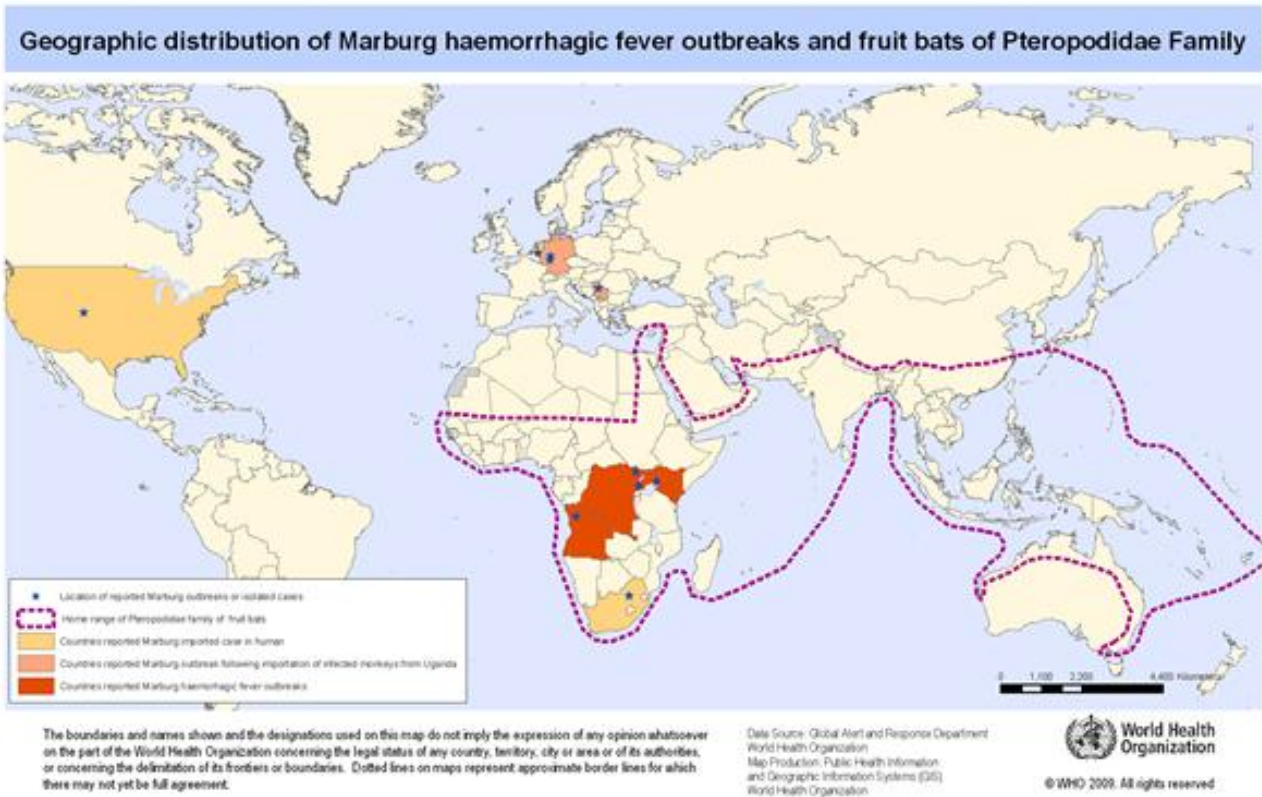 Geographic distribution of Marburg haemorrhagic fever outbreaks and fruit bats of Pteropodidae Family
Location of reported Marburg outbreaks or isolated cases
Home range of Pteropodidae family of fruit bats
Countries reported Marburg imported case in human
Countries reported Marburg outbreak following importation of infected monkeys from Uganda
Countries reported Marburg haemorrhagic fever outbreaks
0 1,100 2,200 4,400 Kilometers
The boundaries and names shown and the designations used on this map do not imply the expression of any opinion whatsoever
on the part of the World Health Organization concerning the legal status of any country, territory, city or area or of its authorities,
or concerning the delimitation of its frontiers or boundaries. Dotted lines on maps represent approximate border lines for which
there may not yet be full agreement.
Data Source: Global Alert and Response Department
World Health Organization
Map Production: Public Health Information
and Geographic Information Systems (GIS)
World Health Organization
World Health
Organization
© WHO 2009. All rights reserved